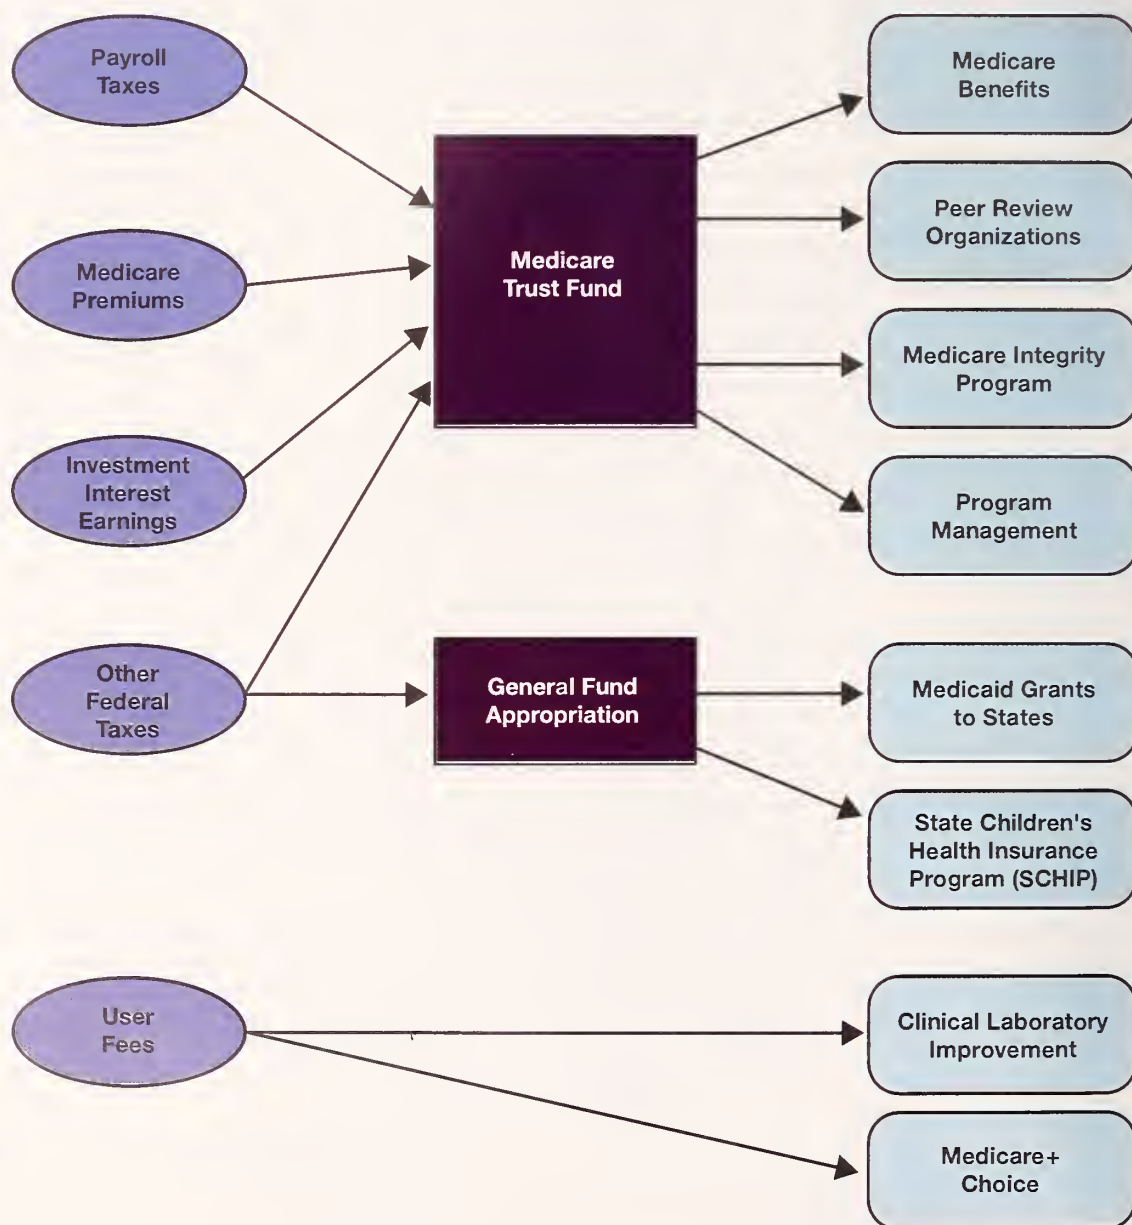 Payroll
Taxes
Medicare
Premiums
Investment
Interest
Earnings
Other
Federal
Taxes
User
Fees
Medicare
Trust Fund
General Fund
Appropriation
Medicare
Benefits
Peer Review
Organizations
Medicare Integrity
Program
Program
Management
Medicaid Grants
to States
State Children's
Health Insurance
Program (SCHIP)
Clinical Laboratory
Improvement
Medicare+
Choice